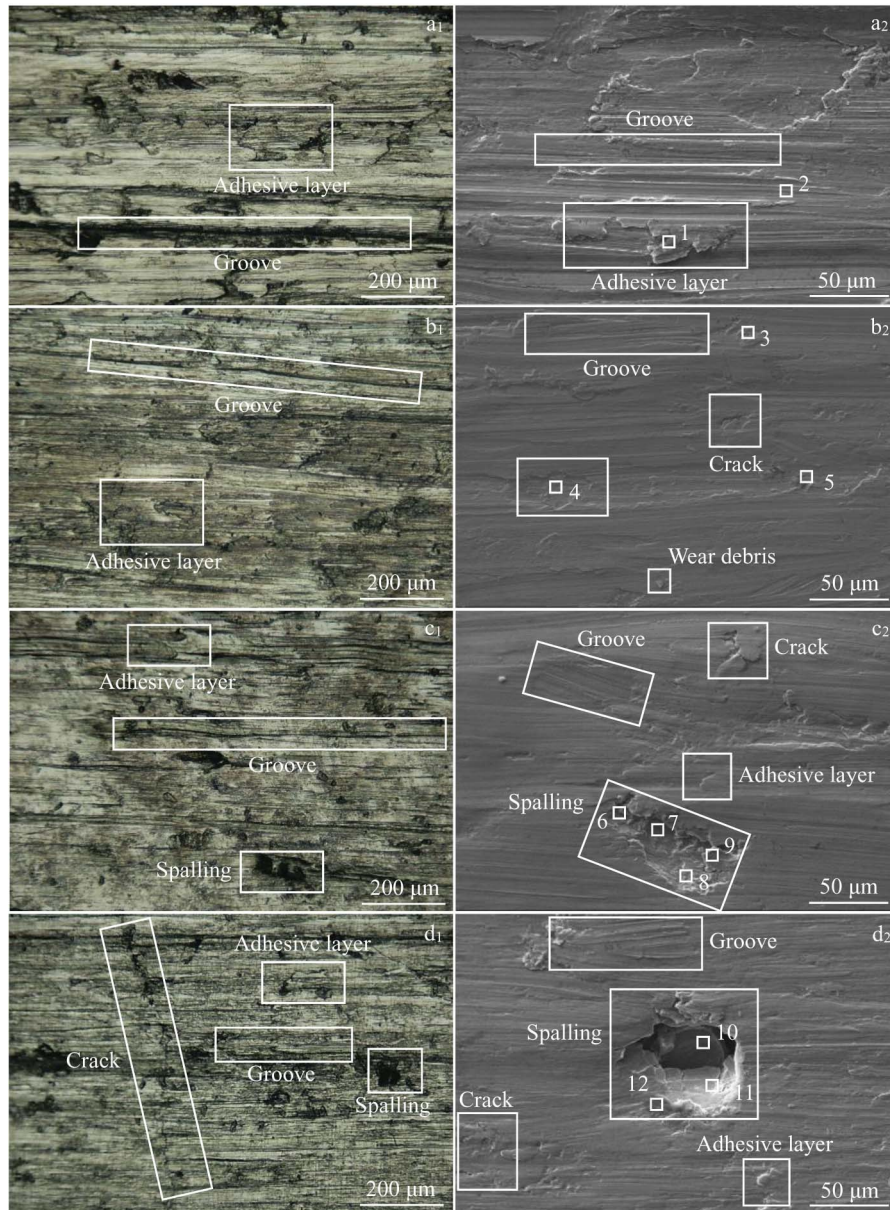 a₁
Adhesive layer
Groove
200 μm
a₂
Groove
2
1
Adhesive layer
50 μm
b₁
Groove
Adhesive layer
200 μm
b₂
3
Groove
Crack
4
5
Wear debris
50 μm
c₁
Adhesive layer
Groove
Spalling
200 μm
c₂
Groove
Crack
Adhesive layer
Spalling
6
7
9
8
50 μm
d₁
Adhesive layer
Crack
Groove
Spalling
200 μm
d₂
Groove
Spalling
10
12
11
Crack
Adhesive layer
50 μm